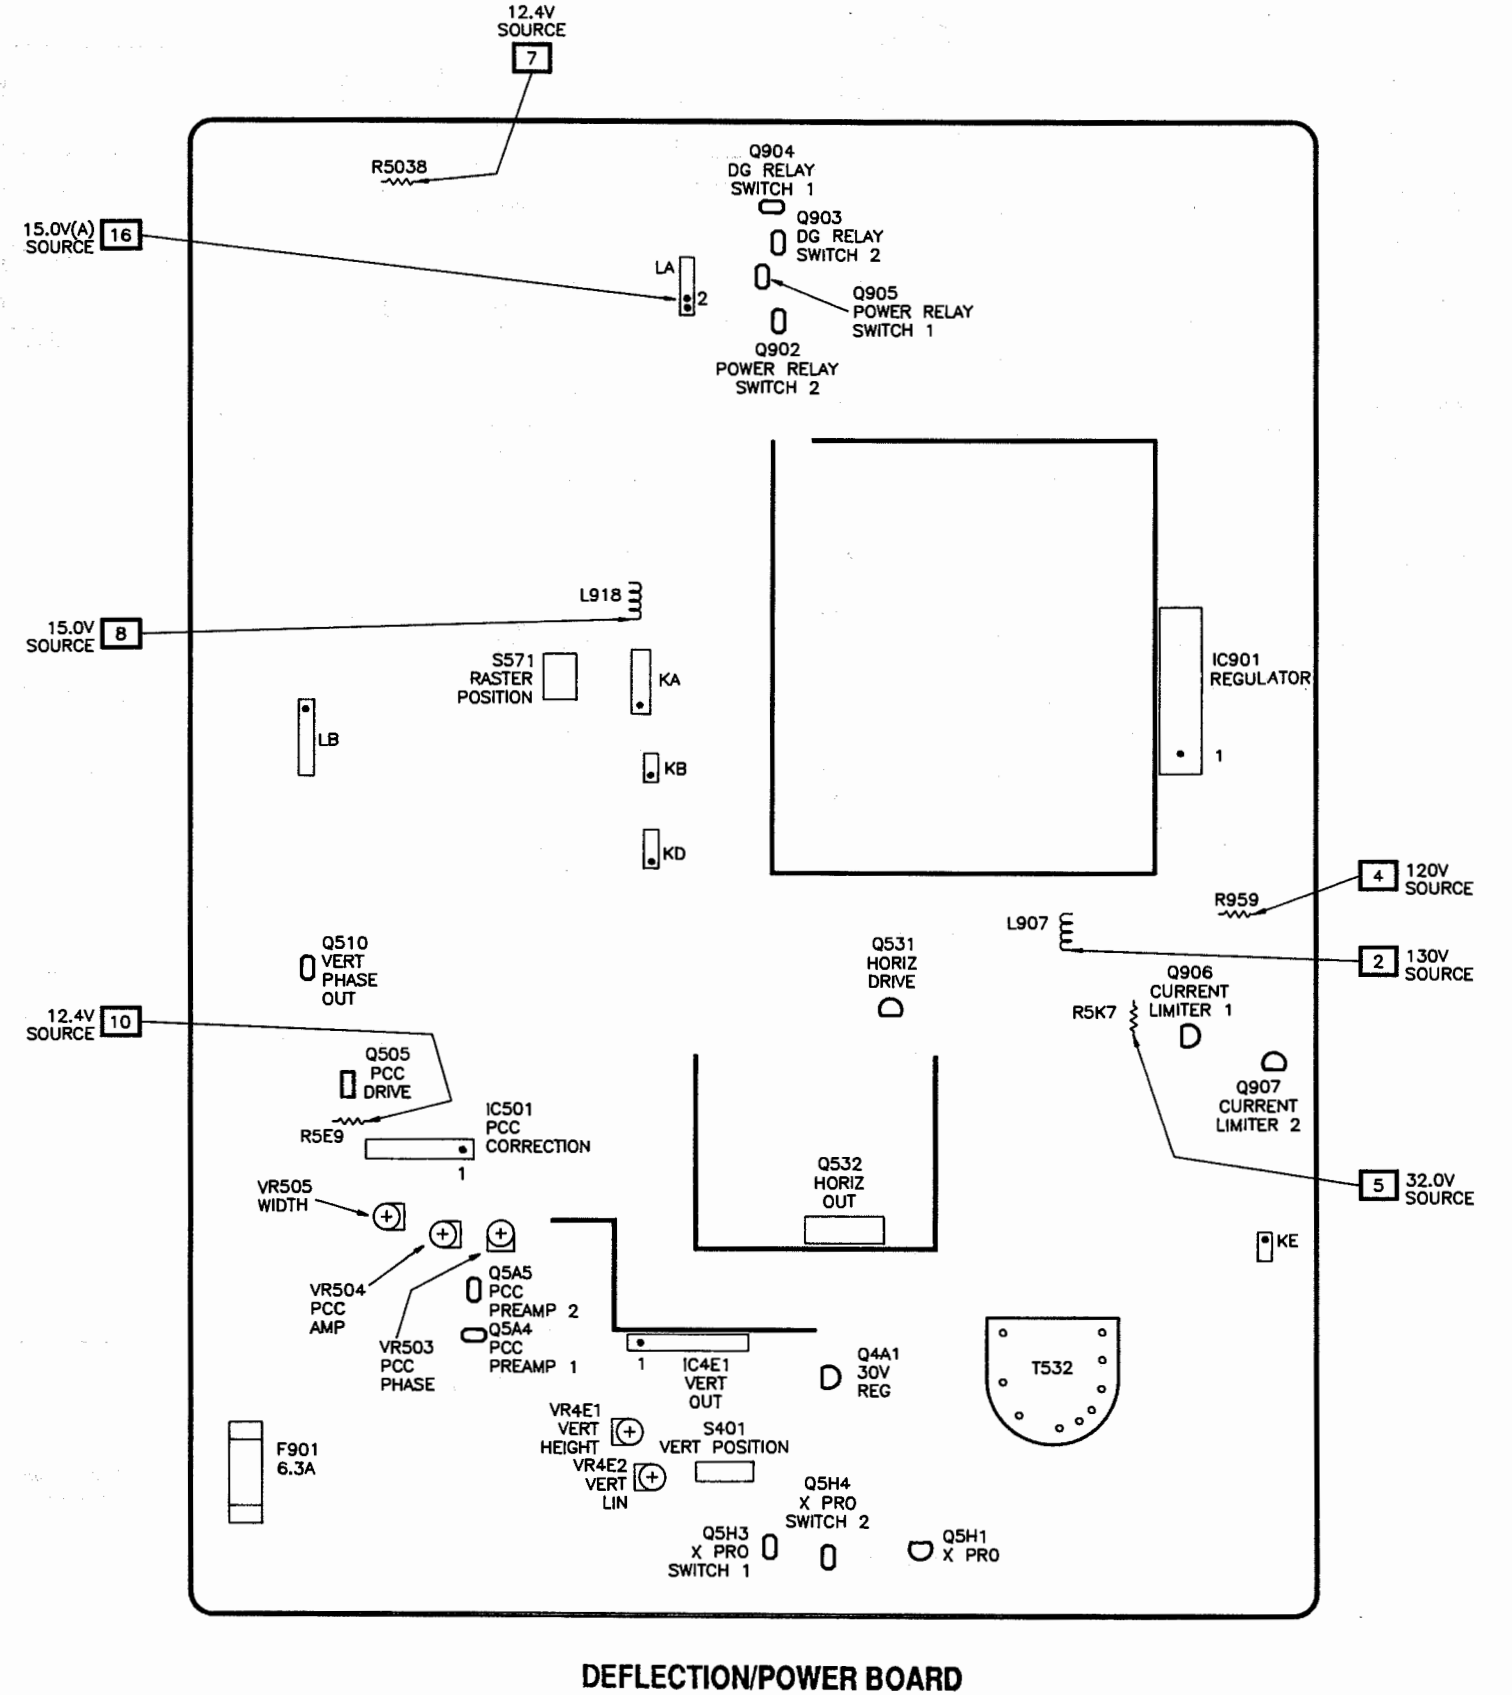 12.4V
SOURCE
7
R5038
Q904
DG RELAY
SWITCH 1
15.0V(A)
SOURCE
16
Q903
DG RELAY
SWITCH 2
LA
2
Q905
POWER RELAY
SWITCH 1
Q902
POWER RELAY
SWITCH 2
L918
15.0V
SOURCE
8
S571
RASTER
POSITION
KA
IC901
REGULATOR
1
LB
KB
KD
4
120V
SOURCE
R959
L907
2
130V
SOURCE
Q510
VERT
PHASE
OUT
Q531
HORIZ
DRIVE
Q906
CURRENT
LIMITER 1
R5K7
12.4V
SOURCE
10
Q505
PCC
DRIVE
Q907
CURRENT
LIMITER 2
R5E9
IC501
PCC
CORRECTION
1
Q532
HORIZ
OUT
5
32.0V
SOURCE
VR505
WIDTH
KE
VR504
PCC
AMP
Q5A5
PCC
PREAMP 2
Q5A4
PCC
PREAMP 1
VR503
PCC
PHASE
1
IC4E1
VERT
OUT
Q4A1
30V
REG
T532
VR4E1
VERT
HEIGHT
S401
VERT POSITION
F901
6.3A
VR4E2
VERT
LIN
Q5H4
X PRO
SWITCH 2
Q5H3
X PRO
SWITCH 1
Q5H1
X PRO
DEFLECTION/POWER BOARD